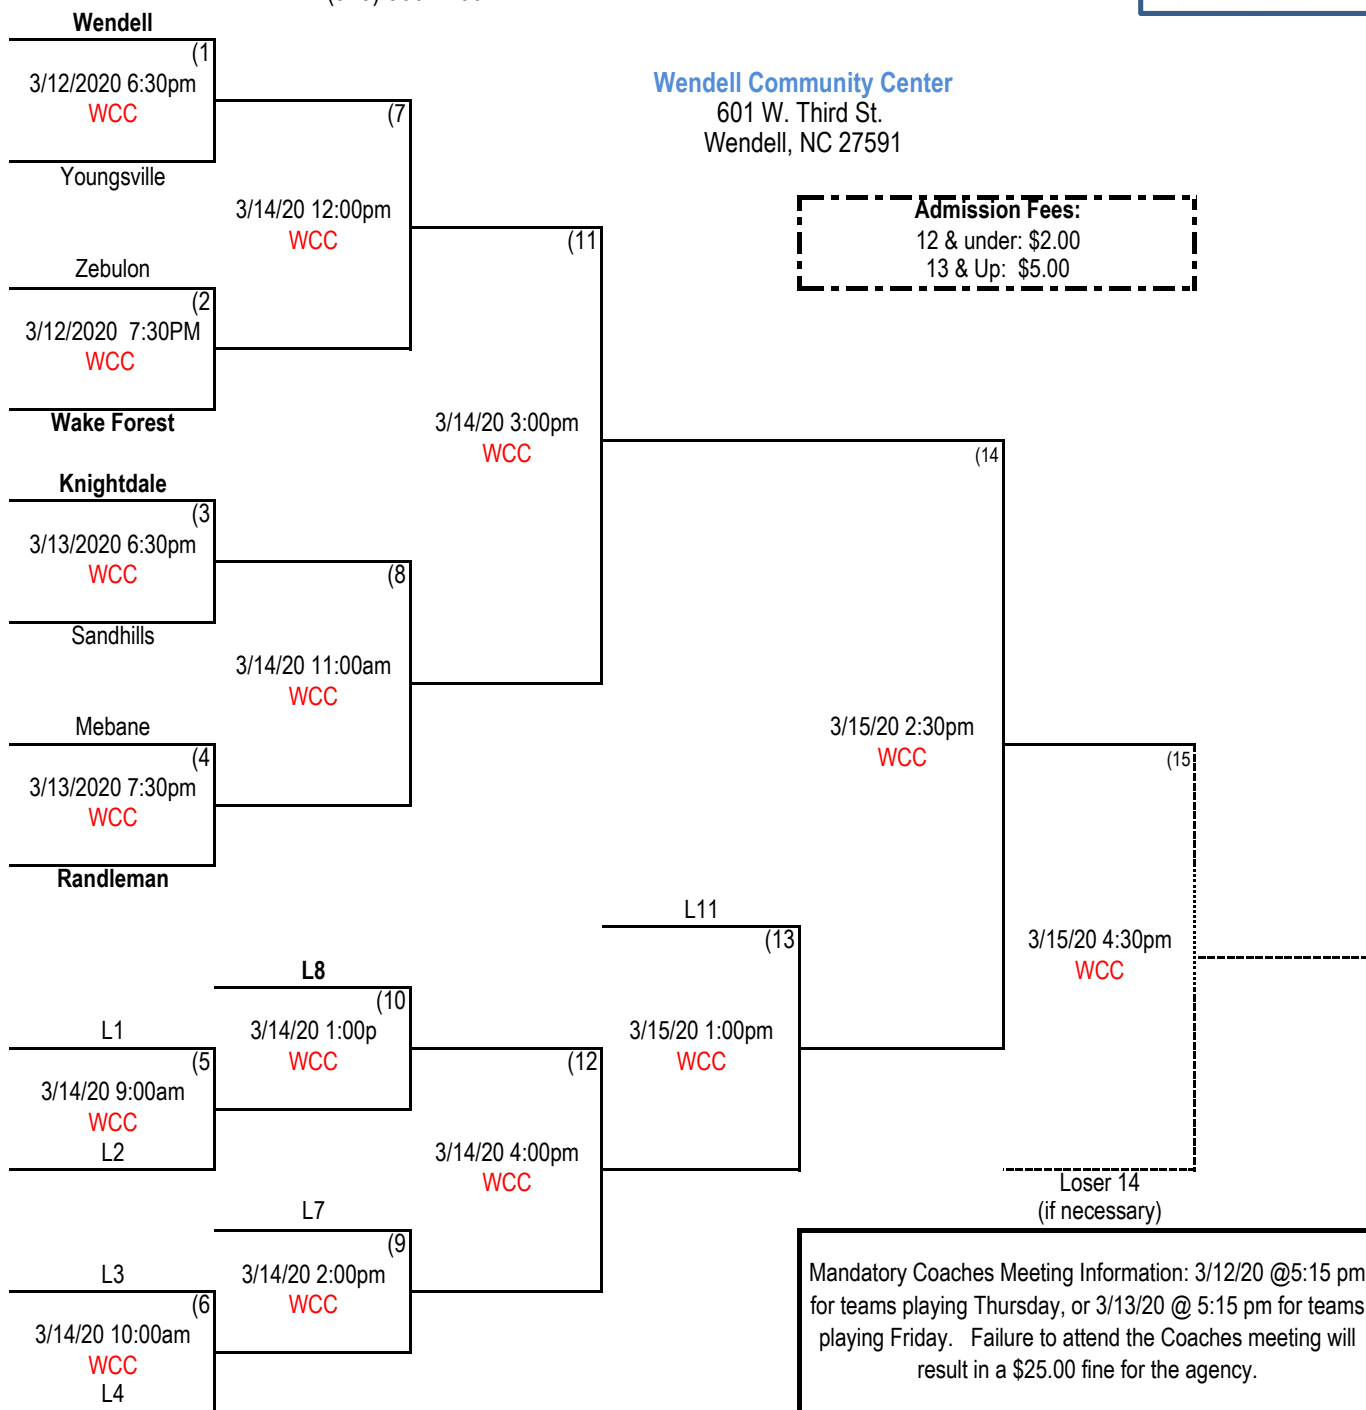 Wendell
(1
3/12/2020 6:30pm
WCC
Youngsville
(7
3/14/20 12:00pm
WCC
Wendell Community Center
601 W. Third St.
Wendell, NC 27591
Admission Fees:
12 & under: $2.00
13 & Up: $5.00
(11
Zebulon
(2
3/12/2020 7:30PM
WCC
Wake Forest
3/14/20 3:00pm
WCC
(14
Knightdale
(3
3/13/2020 6:30pm
WCC
Sandhills
(8
3/14/20 11:00am
WCC
Mebane
(4
3/13/2020 7:30pm
WCC
Randleman
3/15/20 2:30pm
WCC
(15
L11
(13
3/15/20 4:30pm
WCC
L8
(10
3/14/20 1:00p
WCC
3/15/20 1:00pm
WCC
L1
(5
3/14/20 9:00am
WCC
L2
(12
3/14/20 4:00pm
WCC
Loser 14
(if necessary)
L7
(9
3/14/20 2:00pm
WCC
L3
(6
3/14/20 10:00am
WCC
L4
Mandatory Coaches Meeting Information: 3/12/20 @5:15 pm
for teams playing Thursday, or 3/13/20 @ 5:15 pm for teams
playing Friday. Failure to attend the Coaches meeting will
result in a $25.00 fine for the agency.